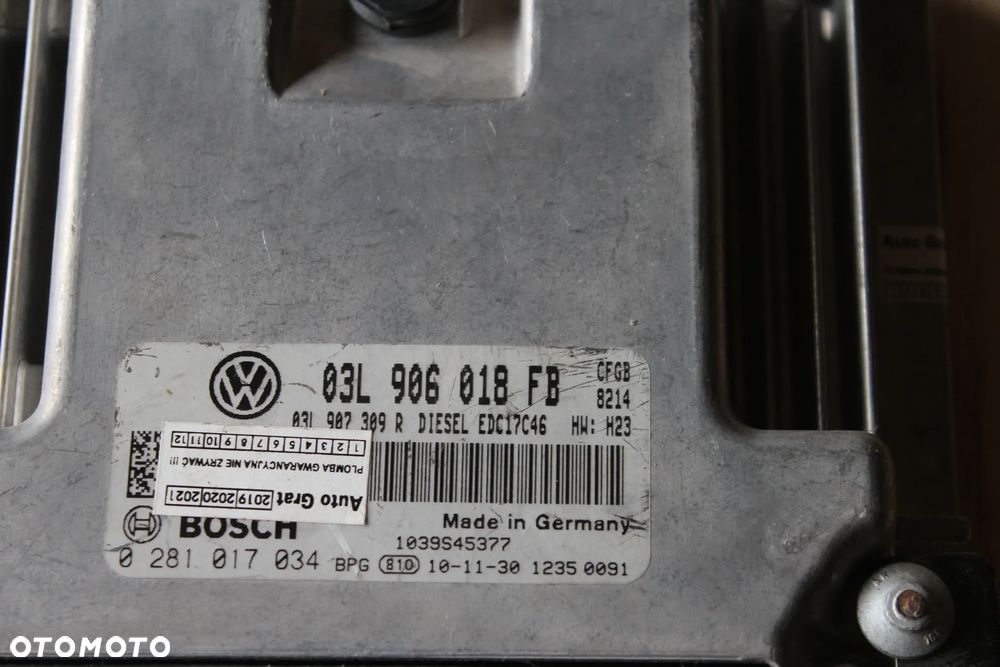 03L 906 018 FB
CFGB
8214
03L 907 309 R DIESEL EDC17C46 HW: H23
1 2 3 4 5 6 7 8 9 10 11 12
PLOMBA GWARANCYJNA NIE ZRYWAĆ !!!
Auto Grat 2019 2020 2021
BOSCH
Made in Germany
1039S45377
0 281 017 034 BPG 810 10-11-30 1235 0091
Auto Gr
OTOMOTO